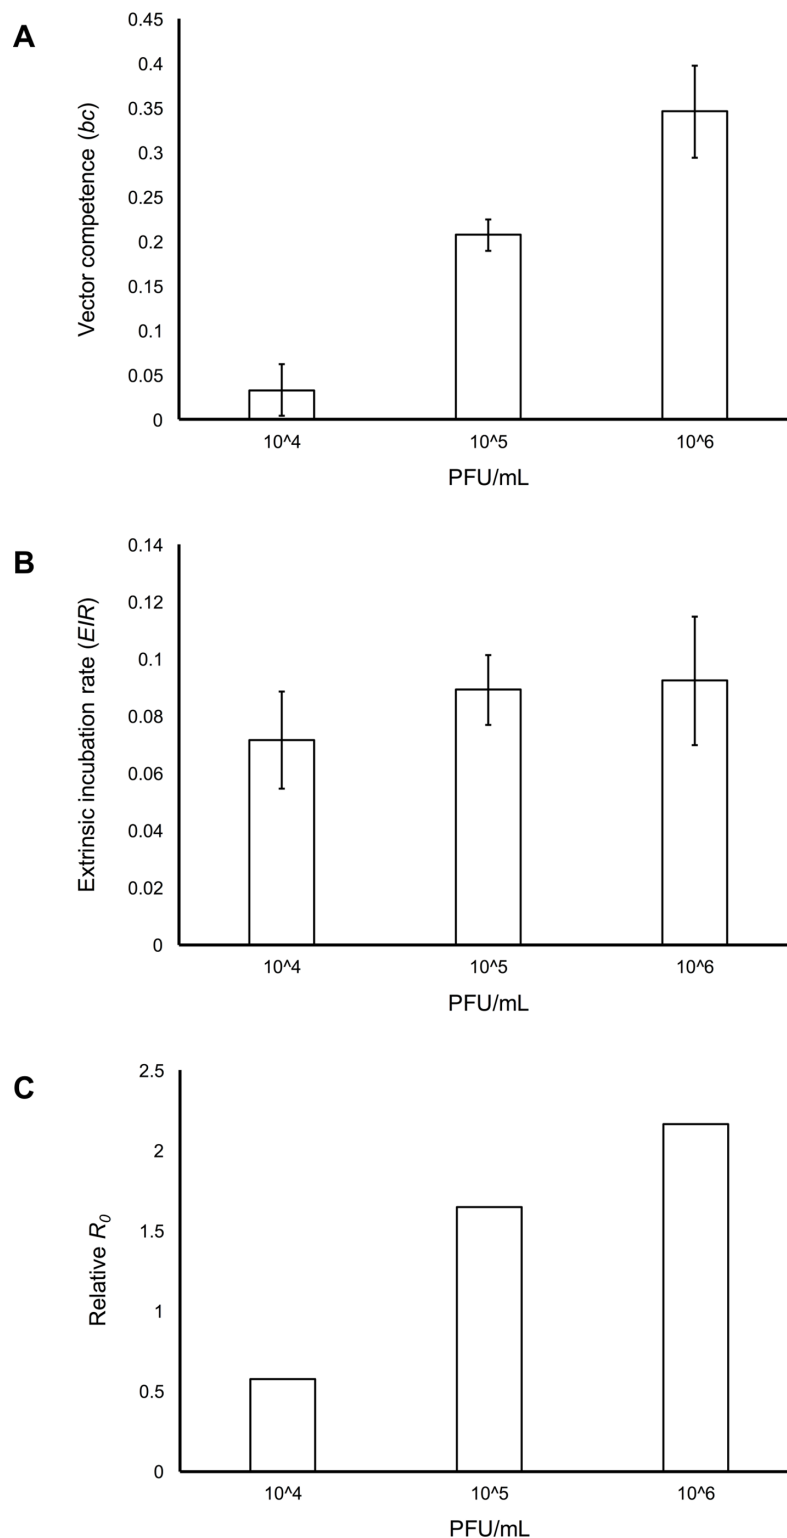 A
Vector competence (bc)
0.45
0.4
0.35
0.3
0.25
0.2
0.15
0.1
0.05
0
10^4 10^5 10^6
PFU/mL
B
Extrinsic incubation rate (EIR)
0.14
0.12
0.1
0.08
0.06
0.04
0.02
0
10^4 10^5 10^6
PFU/mL
C
Relative R0
2.5
2
1.5
1
0.5
0
10^4 10^5 10^6
PFU/mL